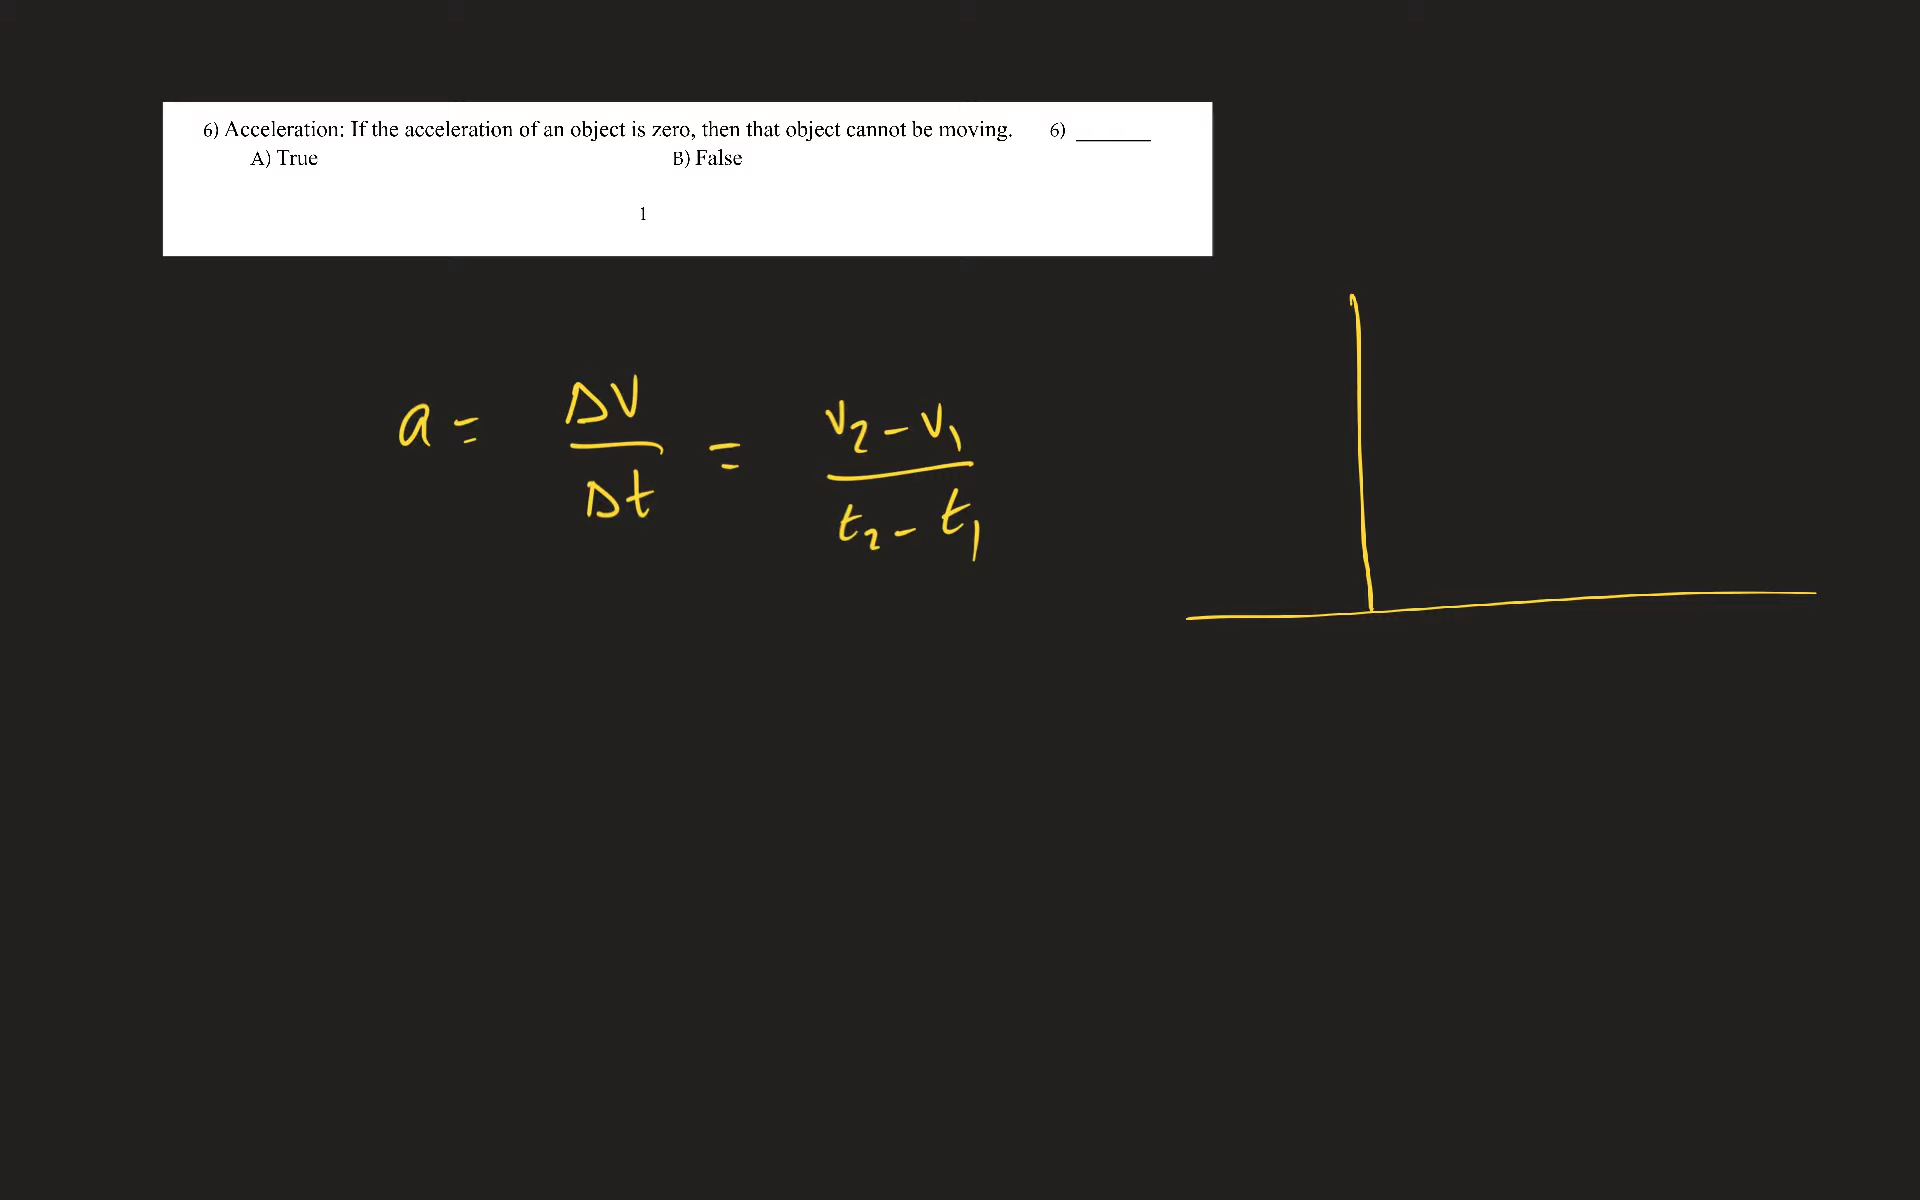 6) Acceleration: If the acceleration of an object is zero, then that object cannot be moving. 6) ______
A) True B) False
1
a = ΔV/Δt = v₂ - v₁/t₂ - t₁